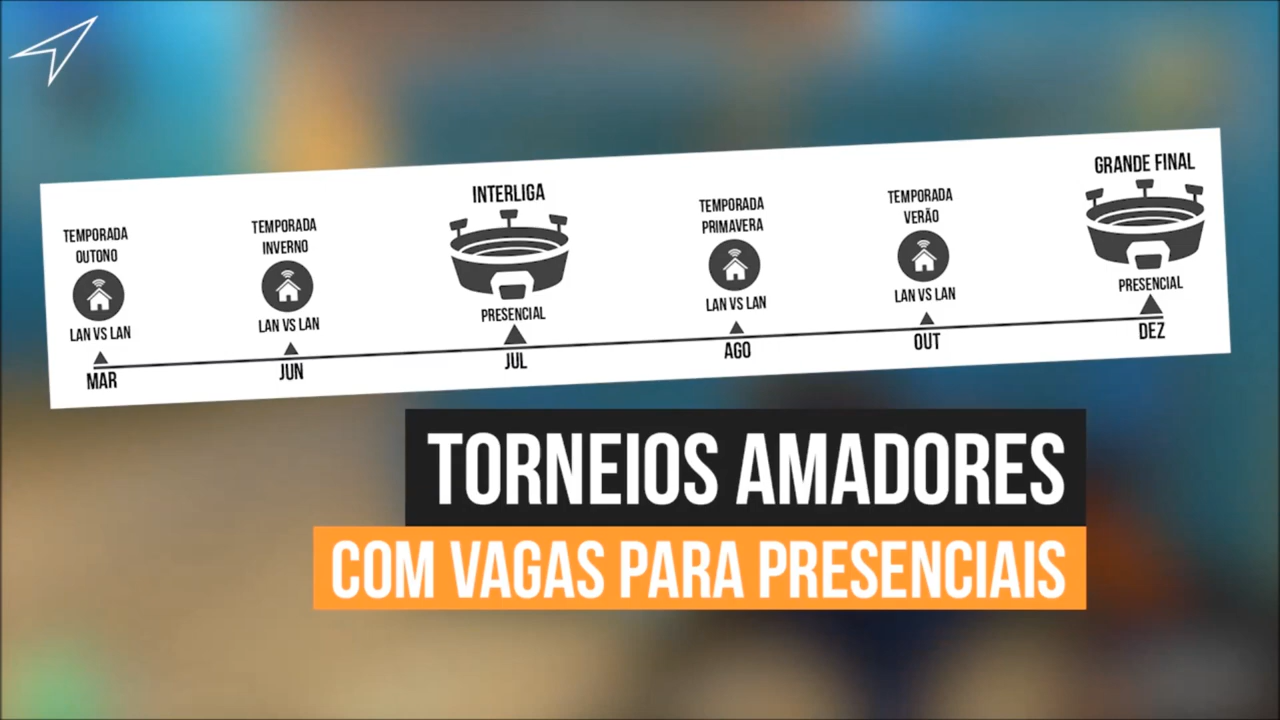 TEMPORADA
OUTONO
LAN VS LAN
MAR
TEMPORADA
INVERNO
LAN VS LAN
JUN
INTERLIGA
PRESENCIAL
JUL
TEMPORADA
PRIMAVERA
LAN VS LAN
AGO
TEMPORADA
VERÃO
LAN VS LAN
OUT
GRANDE FINAL
PRESENCIAL
DEZ
TORNEIOS AMADORES
COM VAGAS PARA PRESENCIAIS